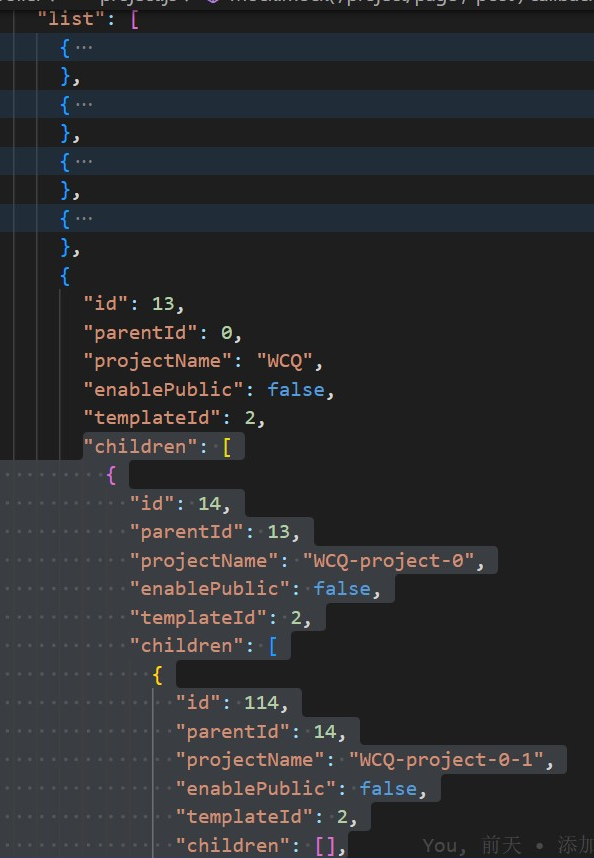 "list": [
{ ···
},
{ ···
},
{ ···
},
{ ···
},
{
"id": 13,
"parentId": 0,
"projectName": "WCQ",
"enablePublic": false,
"templateId": 2,
"children": [
{
"id": 14,
"parentId": 13,
"projectName": "WCQ-project-0",
"enablePublic": false,
"templateId": 2,
"children": [
{
"id": 114,
"parentId": 14,
"projectName": "WCQ-project-0-1",
"enablePublic": false,
"templateId": 2,
"children": [], You, 前天 • 添加